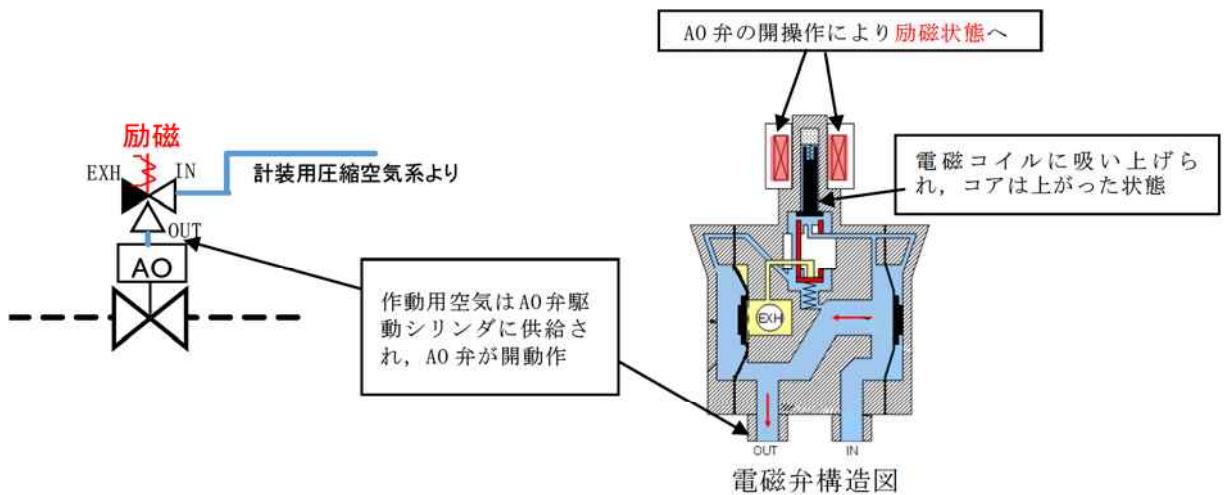 AO弁の開操作により励磁状態へ
励磁
EXH
IN
計装用圧縮空気系より
OUT
AO
電磁コイルに吸い上げら
れ，コアは上がった状態
作動用空気はAO弁駆
動シリンダに供給さ
れ，AO弁が開動作
EXH
OUT
IN
電磁弁構造図